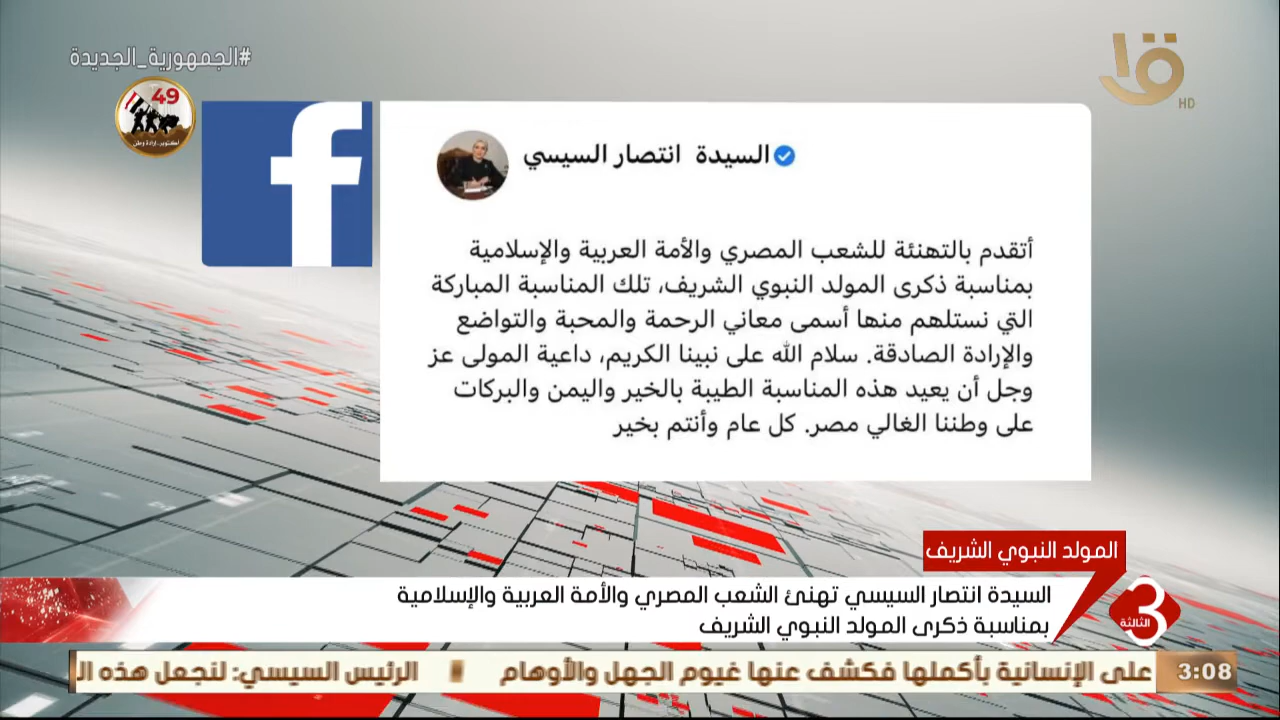 #الجمهورية_الجديدة
HD
49
أكتوبر.. إرادة وطن
السيدة انتصار السيسي
أتقدم بالتهنئة للشعب المصري والأمة العربية والإسلامية
بمناسبة ذكرى المولد النبوي الشريف، تلك المناسبة المباركة
التي نستلهم منها أسمى معاني الرحمة والمحبة والتواضع
والإرادة الصادقة. سلام الله على نبينا الكريم، داعية المولى عز
وجل أن يعيد هذه المناسبة الطيبة بالخير واليمن والبركات
على وطننا الغالي مصر. كل عام وأنتم بخير
المولد النبوي الشريف
3 الثالثة
السيدة انتصار السيسي تهنئ الشعب المصري والأمة العربية والإسلامية
بمناسبة ذكرى المولد النبوي الشريف
3:08
على الإنسانية بأكملها فكشف عنها غيوم الجهل والأوهام الرئيس السيسي: لنجعل هذه ال